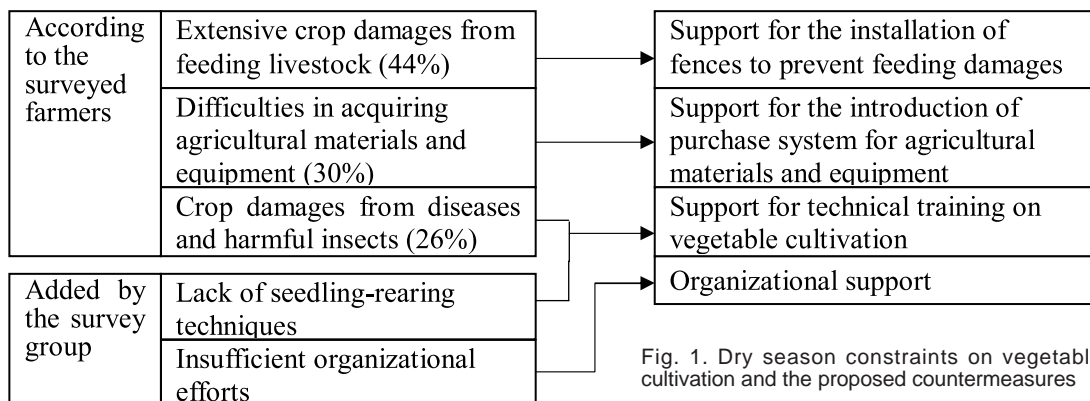 According
to the
surveyed
farmers
Extensive crop damages from
feeding livestock (44%)
Difficulties in acquiring
agricultural materials and
equipment (30%)
Crop damages from diseases
and harmful insects (26%)
Added by
the survey
group
Lack of seedling-rearing
techniques
Insufficient organizational
efforts
Support for the installation of
fences to prevent feeding damages
Support for the introduction of
purchase system for agricultural
materials and equipment
Support for technical training on
vegetable cultivation
Organizational support
Fig. 1. Dry season constraints on vegetabl
cultivation and the proposed countermeasures